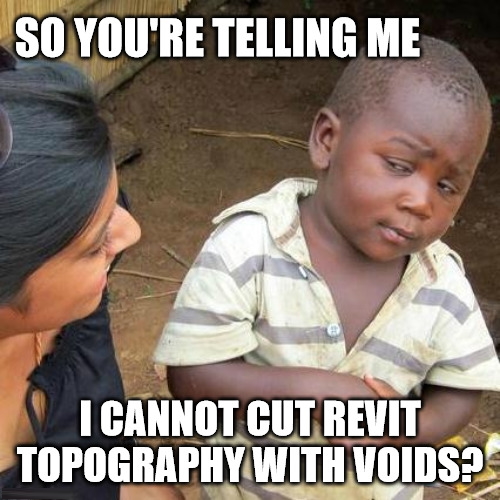 SO YOU'RE TELLING ME
I CANNOT CUT REVIT
TOPOGRAPHY WITH VOIDS?